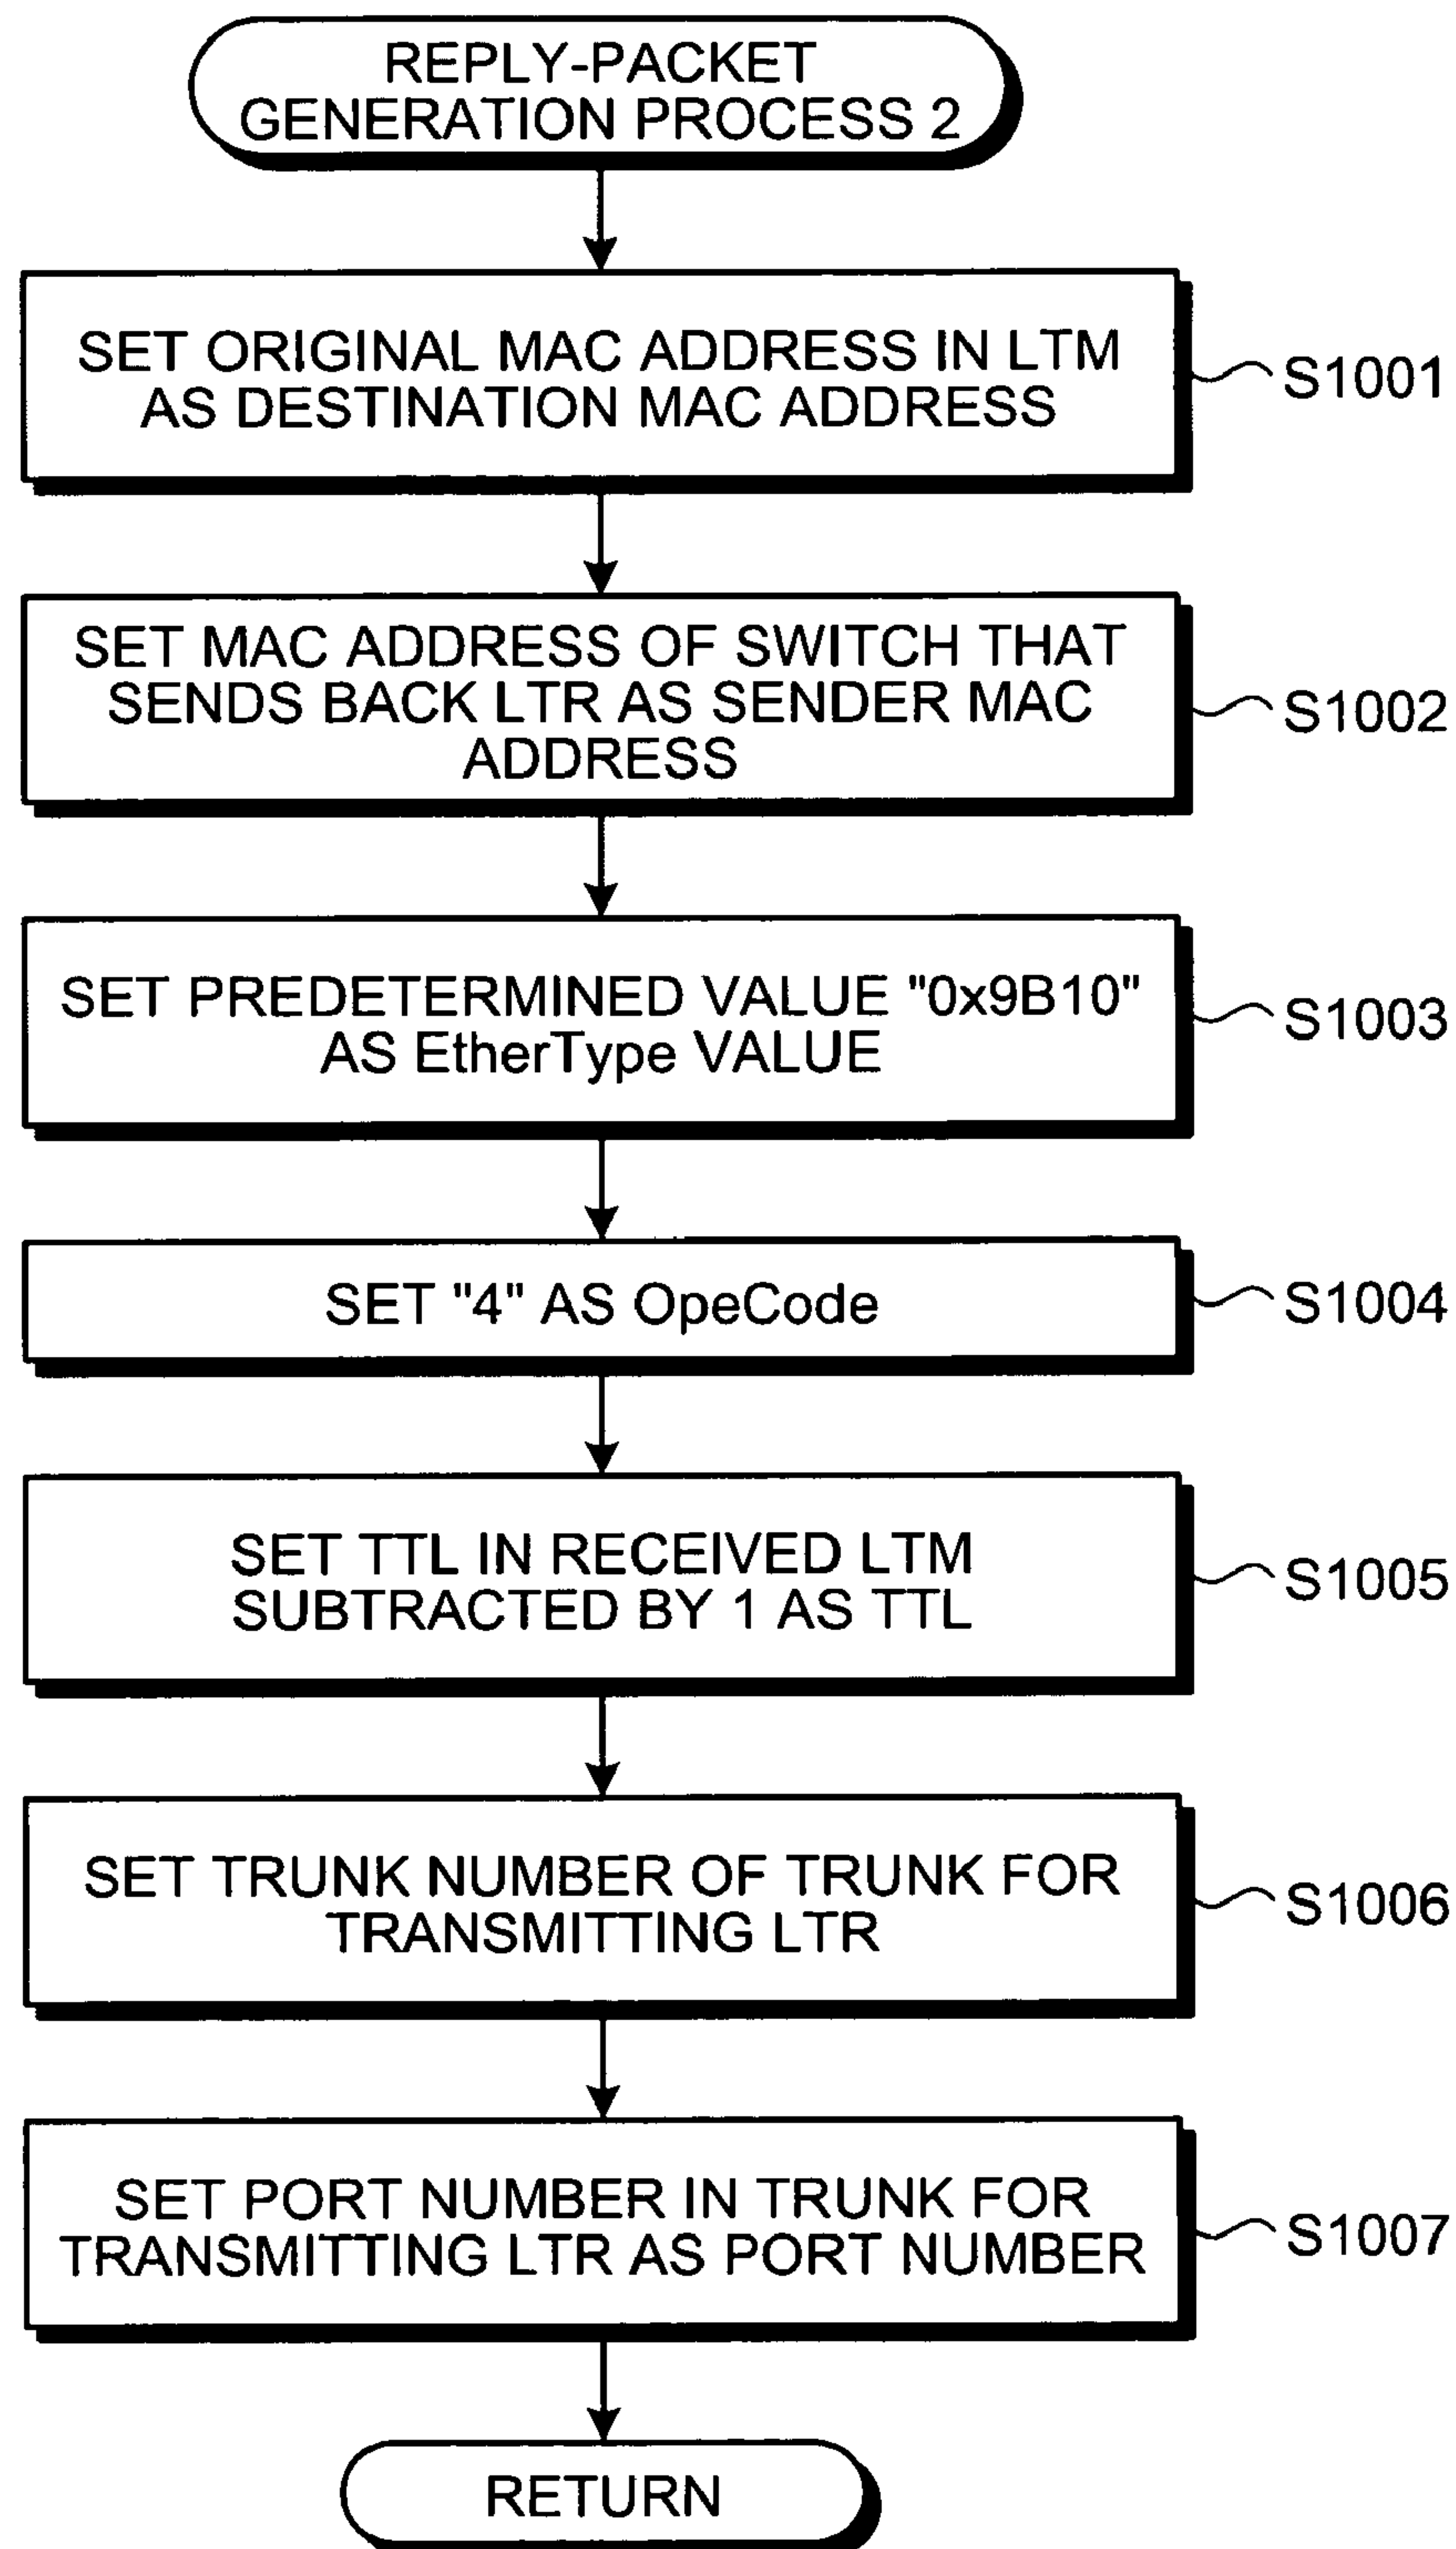 REPLY-PACKET
GENERATION PROCESS 2
SET ORIGINAL MAC ADDRESS IN LTM
AS DESTINATION MAC ADDRESS
S1001
SET MAC ADDRESS OF SWITCH THAT
SENDS BACK LTR AS SENDER MAC
ADDRESS
S1002
SET PREDETERMINED VALUE "0x9B10"
AS EtherType VALUE
S1003
SET "4" AS OpeCode
S1004
SET TTL IN RECEIVED LTM
SUBTRACTED BY 1 AS TTL
S1005
SET TRUNK NUMBER OF TRUNK FOR
TRANSMITTING LTR
S1006
SET PORT NUMBER IN TRUNK FOR
TRANSMITTING LTR AS PORT NUMBER
S1007
RETURN